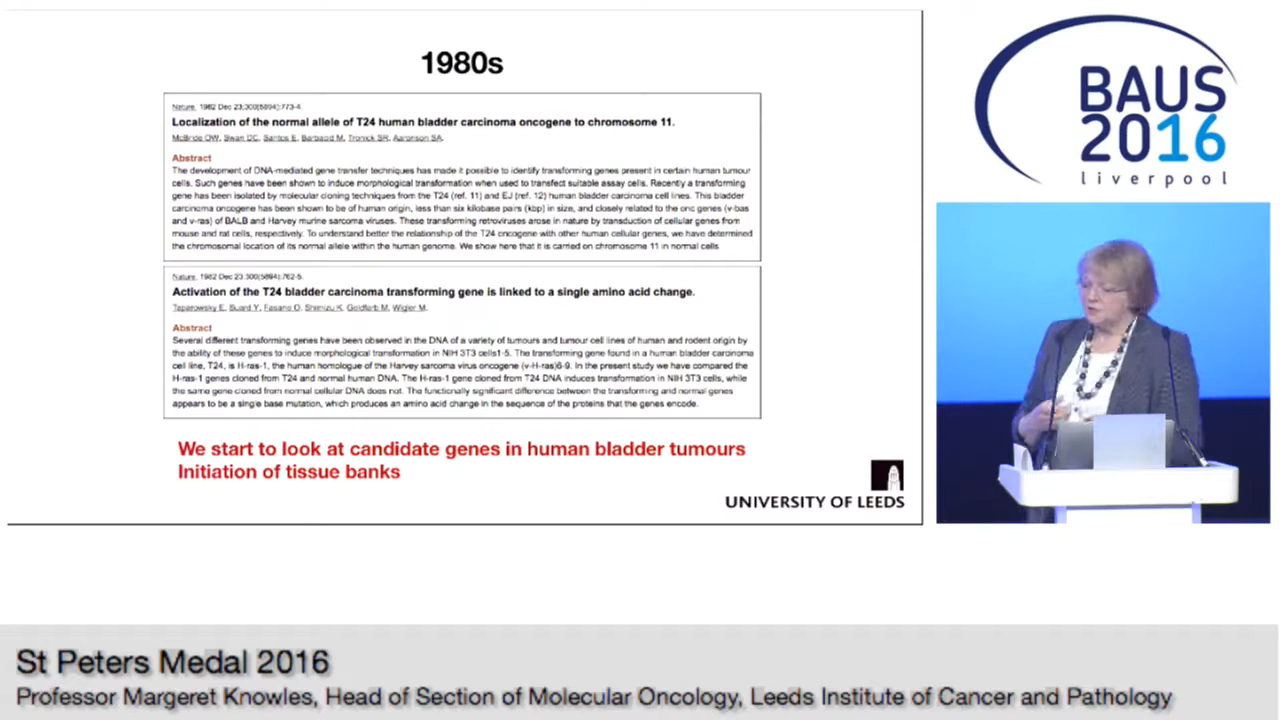 1980s
Nature. 1982 Dec 23;300(5894):773-4.
Localization of the normal allele of T24 human bladder carcinoma oncogene to chromosome 11.
McBride OW, Swan DC, Santos E, Barbacid M, Tronick SR, Aaronson SA.
Abstract
The development of DNA-mediated gene transfer techniques has made it possible to identify transforming genes present in certain human tumour
cells. Such genes have been shown to induce morphological transformation when used to transfect suitable assay cells. Recently a transforming
gene has been isolated by molecular cloning techniques from the T24 (ref. 11) and EJ (ref. 12) human bladder carcinoma cell lines. This bladder
carcinoma oncogene has been shown to be of human origin, less than six kilobase pairs (kbp) in size, and closely related to the onc genes (v-bas
and v-ras) of BALB and Harvey murine sarcoma viruses. These transforming retroviruses arose in nature by transduction of cellular genes from
mouse and rat cells, respectively. To understand better the relationship of the T24 oncogene with other human cellular genes, we have determined
the chromosomal location of its normal allele within the human genome. We show here that it is carried on chromosome 11 in normal cells
Nature. 1982 Dec 23;300(5894):762-5.
Activation of the T24 bladder carcinoma transforming gene is linked to a single amino acid change.
Taparowsky E, Suard Y, Fasano O, Shimizu K, Goldfarb M, Wigler M.
Abstract
Several different transforming genes have been observed in the DNA of a variety of tumours and tumour cell lines of human and rodent origin by
the ability of these genes to induce morphological transformation in NIH 3T3 cells1-5. The transforming gene found in a human bladder carcinoma
cell line, T24, is H-ras-1, the human homologue of the Harvey sarcoma virus oncogene (v-H-ras)6-9. In the present study we have compared the
H-ras-1 genes cloned from T24 and normal human DNA. The H-ras-1 gene cloned from T24 DNA induces transformation in NIH 3T3 cells, while
the same gene cloned from normal cellular DNA does not. The functionally significant difference between the transforming and normal genes
appears to be a single base mutation, which produces an amino acid change in the sequence of the proteins that the genes encode.
We start to look at candidate genes in human bladder tumours
Initiation of tissue banks
UNIVERSITY OF LEEDS
BAUS
2016
liverpool
St Peters Medal 2016
Professor Margeret Knowles, Head of Section of Molecular Oncology, Leeds Institute of Cancer and Pathology